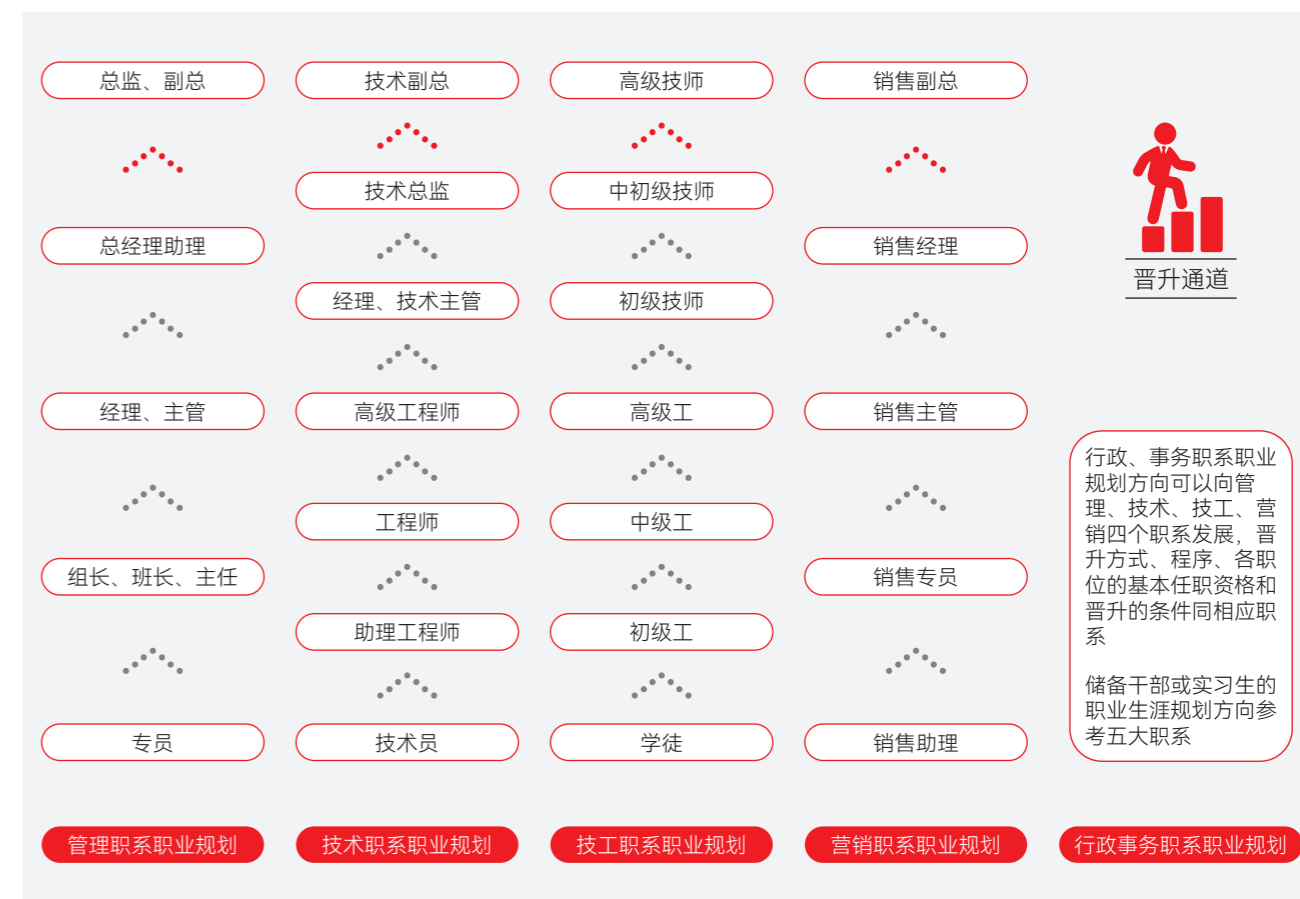 总监、副总
技术副总
高级技师
销售副总
技术总监
中初级技师
总经理助理
销售经理
晋升通道
经理、技术主管
初级技师
经理、主管
高级工程师
高级工
销售主管
行政、事务职系职业
规划方向可以向管
理、技术、技工、营
销四个职系发展，晋
升方式、程序、各职
位的基本任职资格和
晋升的条件同相应职
系
储备干部或实习生的
职业生涯规划方向参
考五大职系
工程师
中级工
组长、班长、主任
销售专员
助理工程师
初级工
专员
技术员
学徒
销售助理
管理职系职业规划
技术职系职业规划
技工职系职业规划
营销职系职业规划
行政事务职系职业规划